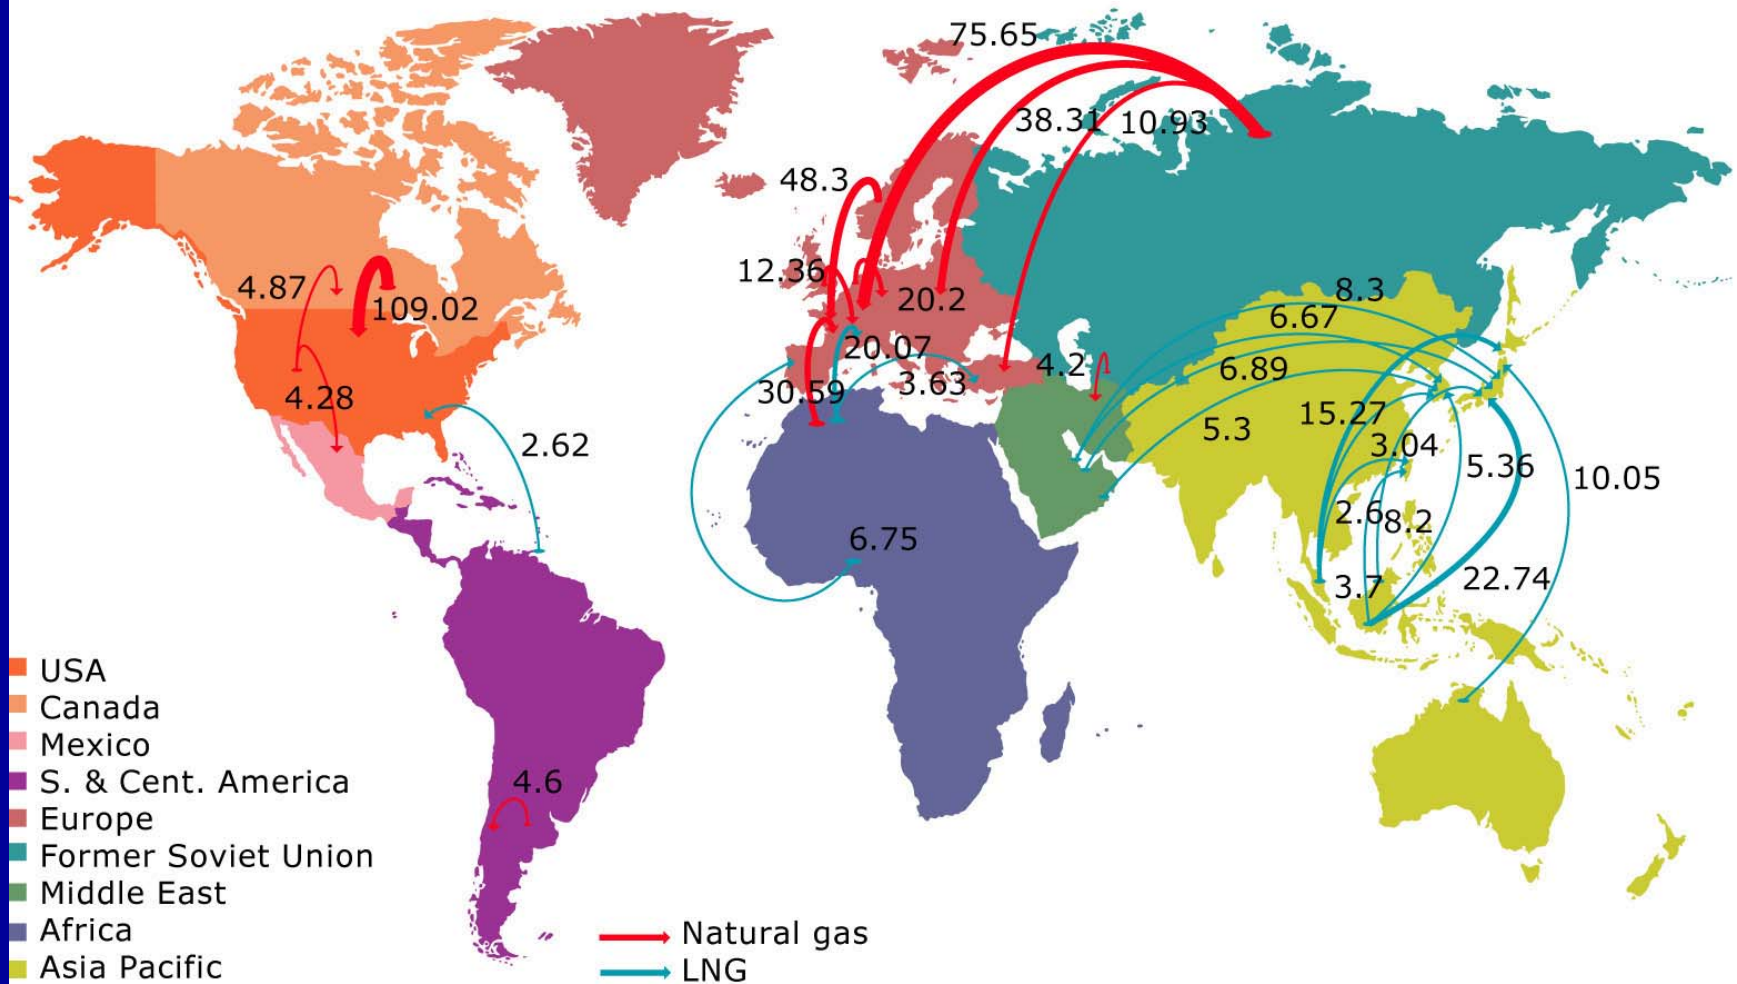 75.65
38.31 10.93
48.3
12.36
4.87
109.02
20.2
8.3
6.67
20.07
4.2
6.89
3.63
30.59
4.28
15.27
5.3
3.04
2.62
5.36
10.05
2.6
8.2
6.75
3.7
22.74
4.6
USA
Canada
Mexico
S. & Cent. America
Europe
Former Soviet Union
Middle East
Africa
Asia Pacific
Natural gas
LNG